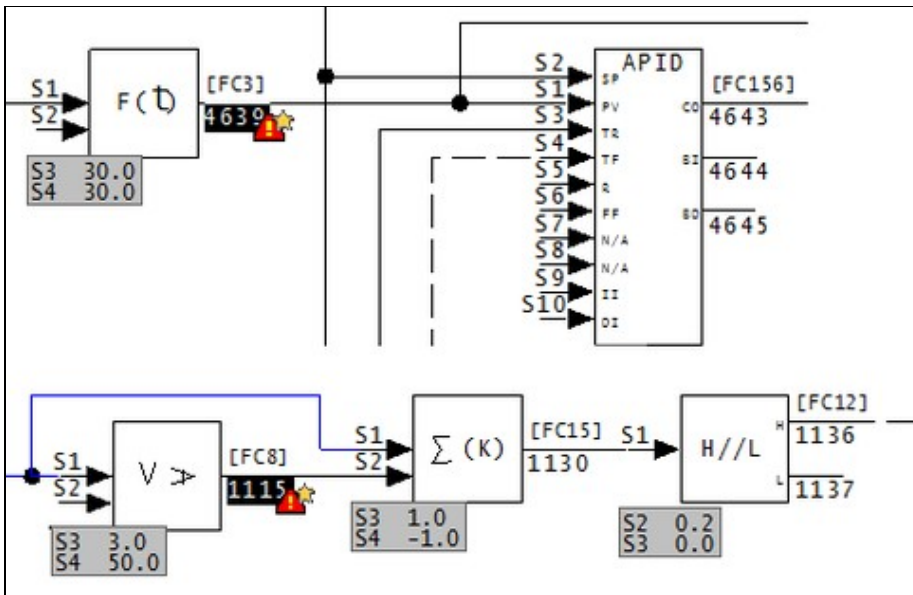 S1
S2
F(t)
[FC3]
4639
S3 30.0
S4 30.0
APID
S2 SP
S1 PV
S3 TR
S4 TF
S5 R
S6 FF
S7 N/A
S8 N/A
S9 II
S10 DI
[FC156]
CO 4643
BI 4644
BO 4645
S1
S2
V ≯
[FC8]
1115
S3 3.0
S4 50.0
S1
S2
Σ(K)
[FC15]
1130
S3 1.0
S4 -1.0
S1
H//L
[FC12]
H 1136
L 1137
S2 0.2
S3 0.0